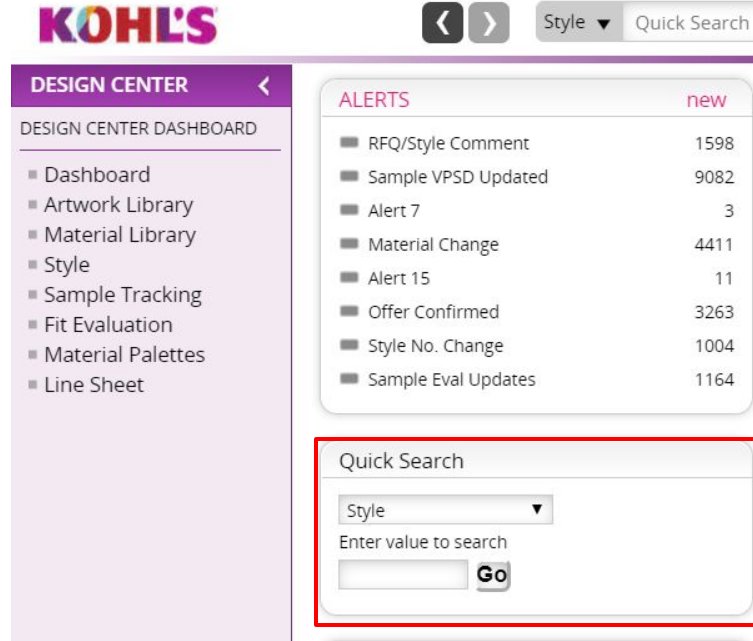 KOHL'S
Style ▼ Quick Search
DESIGN CENTER
DESIGN CENTER DASHBOARD
Dashboard
Artwork Library
Material Library
Style
Sample Tracking
Fit Evaluation
Material Palettes
Line Sheet
ALERTS new
RFQ/Style Comment 1598
Sample VPSD Updated 9082
Alert 7 3
Material Change 4411
Alert 15 11
Offer Confirmed 3263
Style No. Change 1004
Sample Eval Updates 1164
Quick Search
Style ▼
Enter value to search
Go